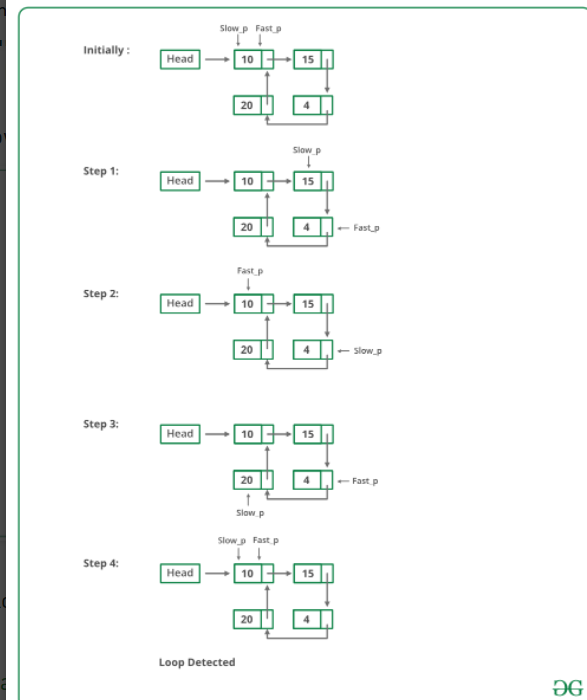 Slow_p Fast_p
Initially :
Head 10 15
20 4
Slow_p
Step 1:
Head 10 15
20 4 Fast_p
Fast_p
Step 2:
Head 10 15
20 4 Slow_p
Step 3:
Head 10 15
20 4 Fast_p
Slow_p
Slow_p Fast_p
Step 4:
Head 10 15
20 4
Loop Detected